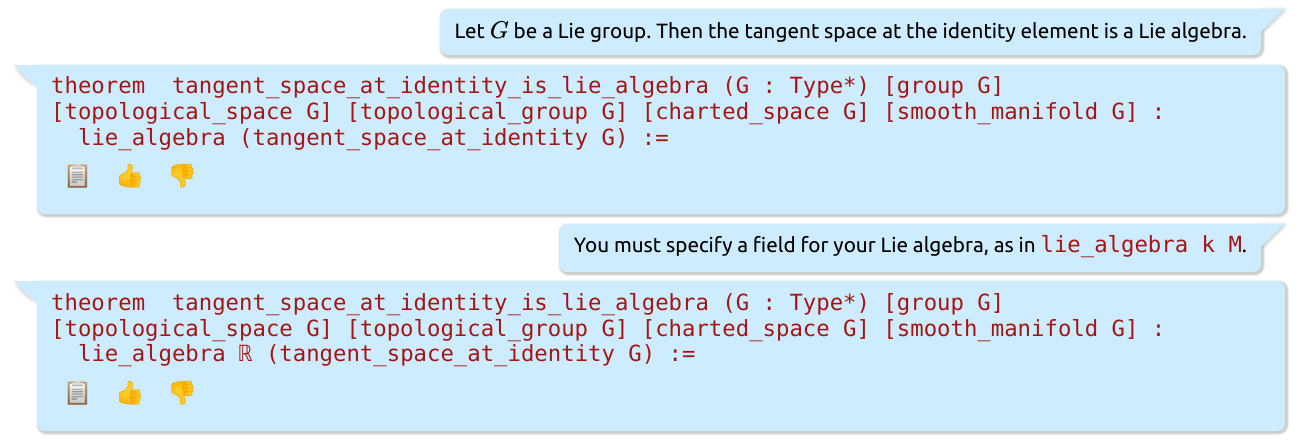 Let G be a Lie group. Then the tangent space at the identity element is a Lie algebra.
theorem  tangent_space_at_identity_is_lie_algebra (G : Type*) [group G]
[topological_space G] [topological_group G] [charted_space G] [smooth_manifold G] :
  lie_algebra (tangent_space_at_identity G) :=
You must specify a field for your Lie algebra, as in lie_algebra k M.
theorem  tangent_space_at_identity_is_lie_algebra (G : Type*) [group G]
[topological_space G] [topological_group G] [charted_space G] [smooth_manifold G] :
  lie_algebra ℝ (tangent_space_at_identity G) :=